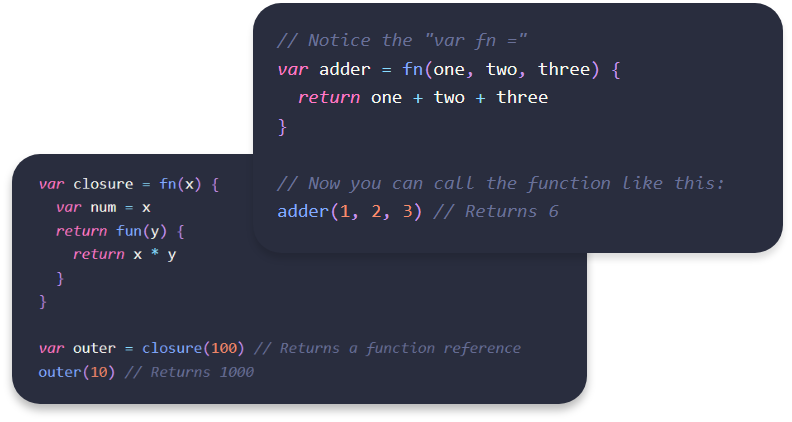 // Notice the "var fn ="
var adder = fn(one, two, three) {
  return one + two + three
}
// Now you can call the function like this:
adder(1, 2, 3) // Returns 6
var closure = fn(x) {
  var num = x
  return fun(y) {
    return x * y
  }
}
var outer = closure(100) // Returns a function reference
outer(10) // Returns 1000